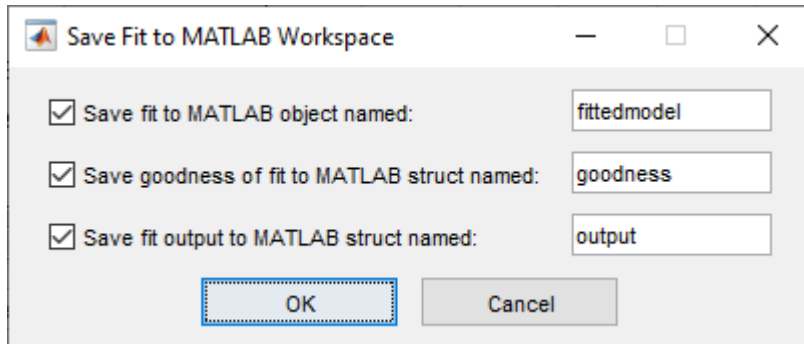 Save Fit to MATLAB Workspace
Save fit to MATLAB object named: fittedmodel
Save goodness of fit to MATLAB struct named: goodness
Save fit output to MATLAB struct named: output
OK Cancel